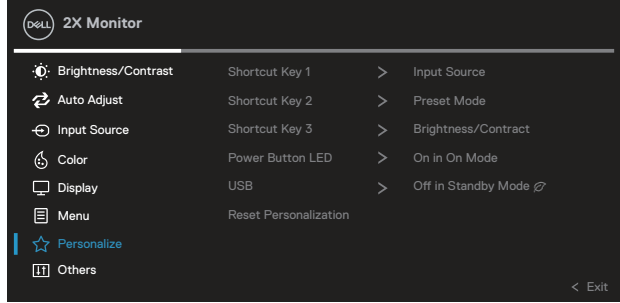 DELL 2X Monitor
Brightness/Contrast Shortcut Key 1 > Input Source
Auto Adjust Shortcut Key 2 > Preset Mode
Input Source Shortcut Key 3 > Brightness/Contract
Color Power Button LED > On in On Mode
Display USB > Off in Standby Mode
Menu Reset Personalization
Personalize
Others
< Exit